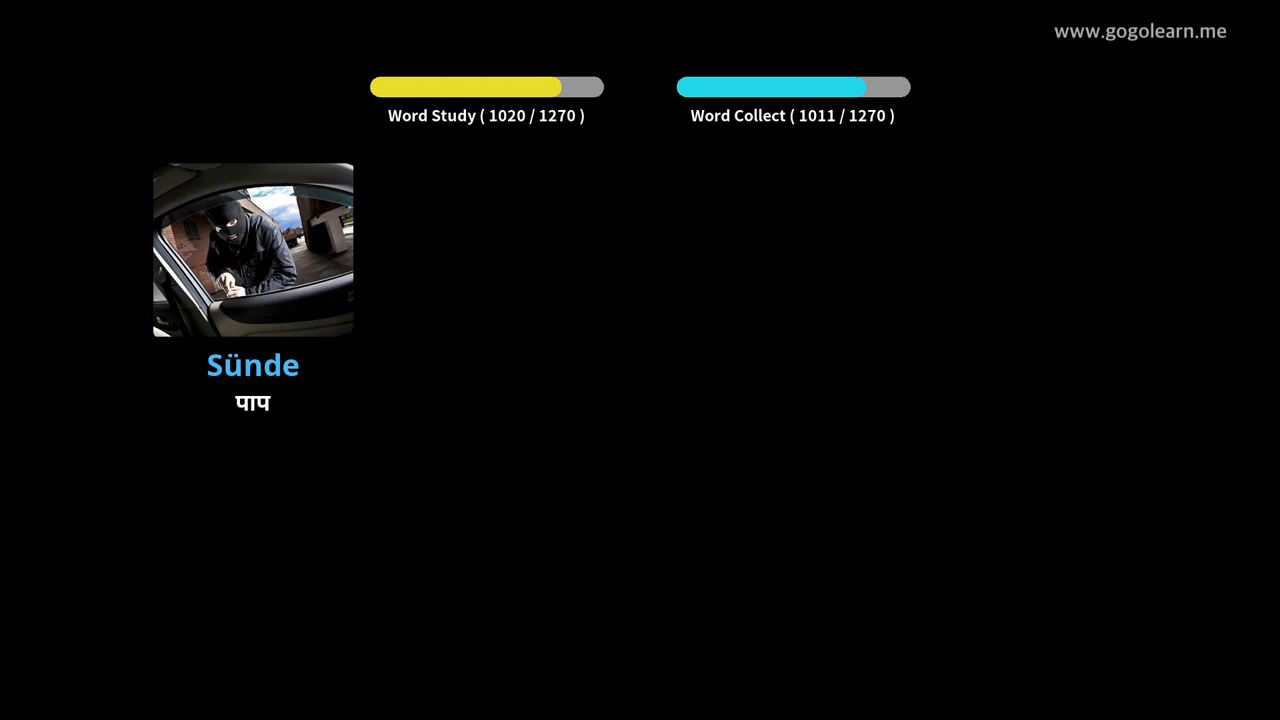 www.gogolearn.me
Word Study ( 1020 / 1270 )
Word Collect ( 1011 / 1270 )
Sünde
पाप